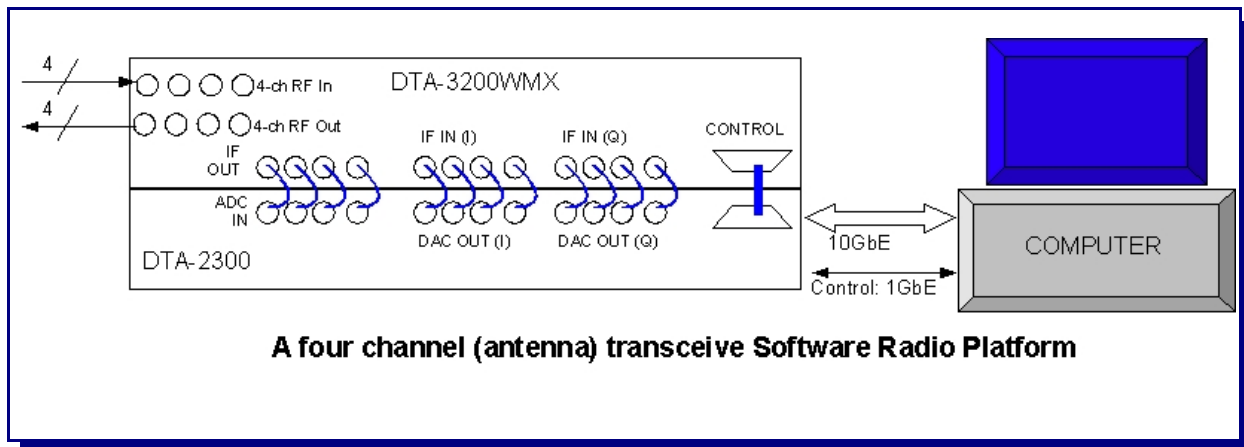 4
4-ch RF In
DTA-3200WMX
4
4-ch RF Out
IF
OUT
IF IN (I)
IF IN (Q)
CONTROL
ADC
IN
DAC OUT (I)
DAC OUT (Q)
DTA-2300
10GbE
Control: 1GbE
COMPUTER
A four channel (antenna) transceive Software Radio Platform